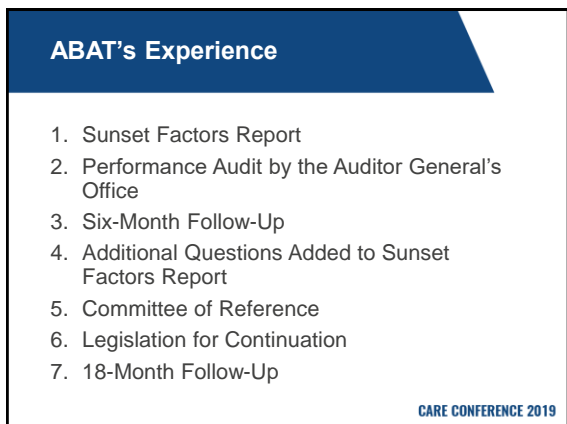 ABAT's Experience
1. Sunset Factors Report
2. Performance Audit by the Auditor General's
Office
3. Six-Month Follow-Up
4. Additional Questions Added to Sunset
Factors Report
5. Committee of Reference
6. Legislation for Continuation
7. 18-Month Follow-Up
CARE CONFERENCE 2019